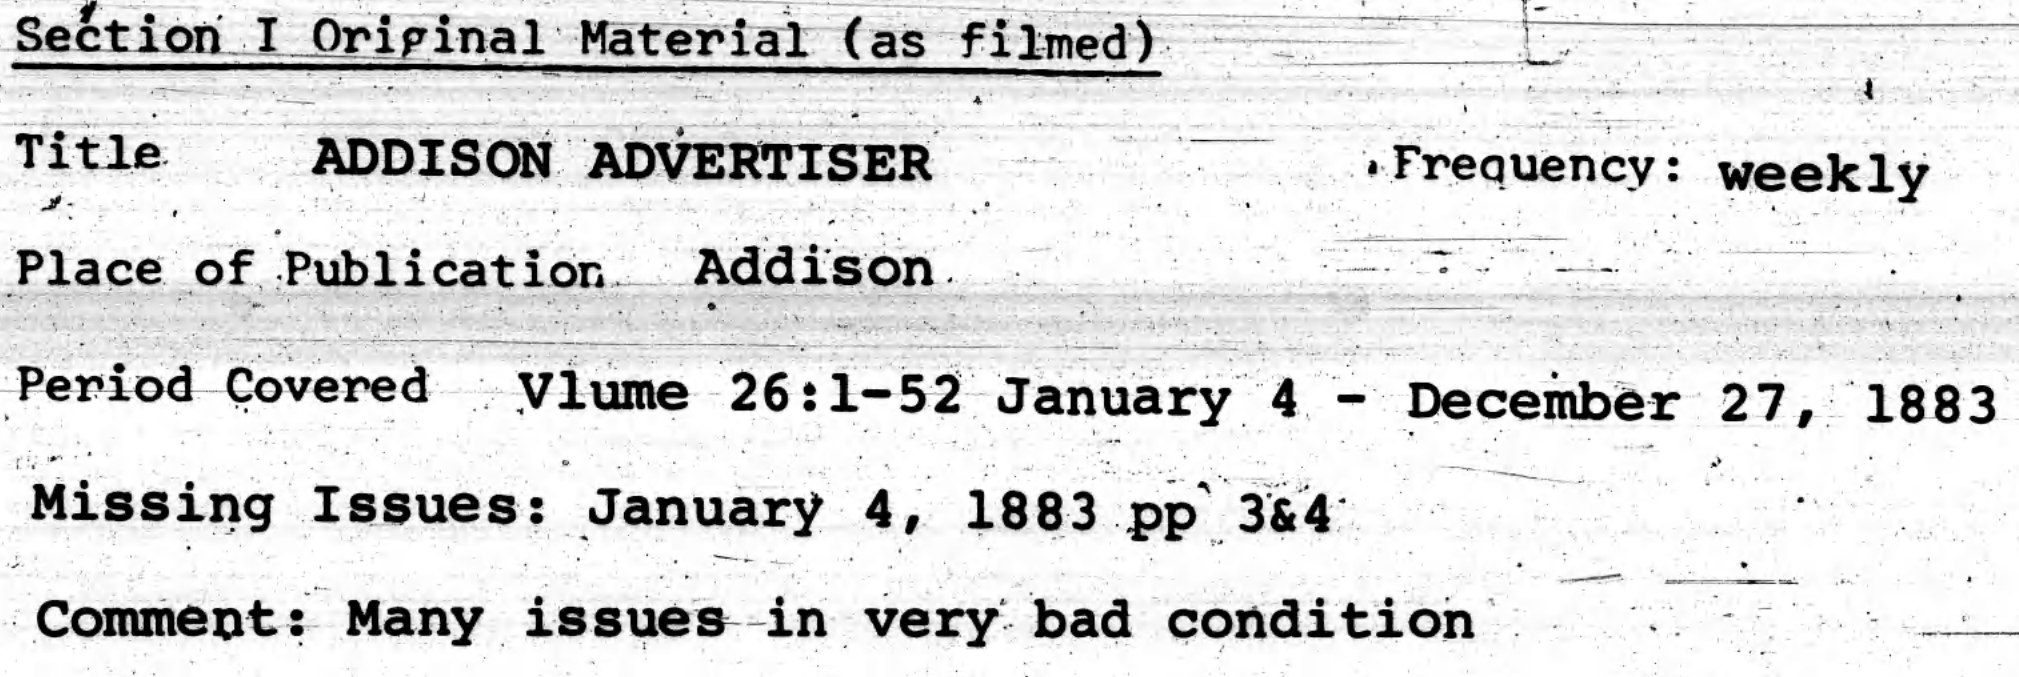 Section I Original Material (as filmed)
Title ADDISON ADVERTISER Frequency: weekly
Place of Publication Addison
Period Covered Vlume 26:1-52 January 4 - December 27, 1883
Missing Issues: January 4, 1883 pp 3&4
Comment: Many issues in very bad condition